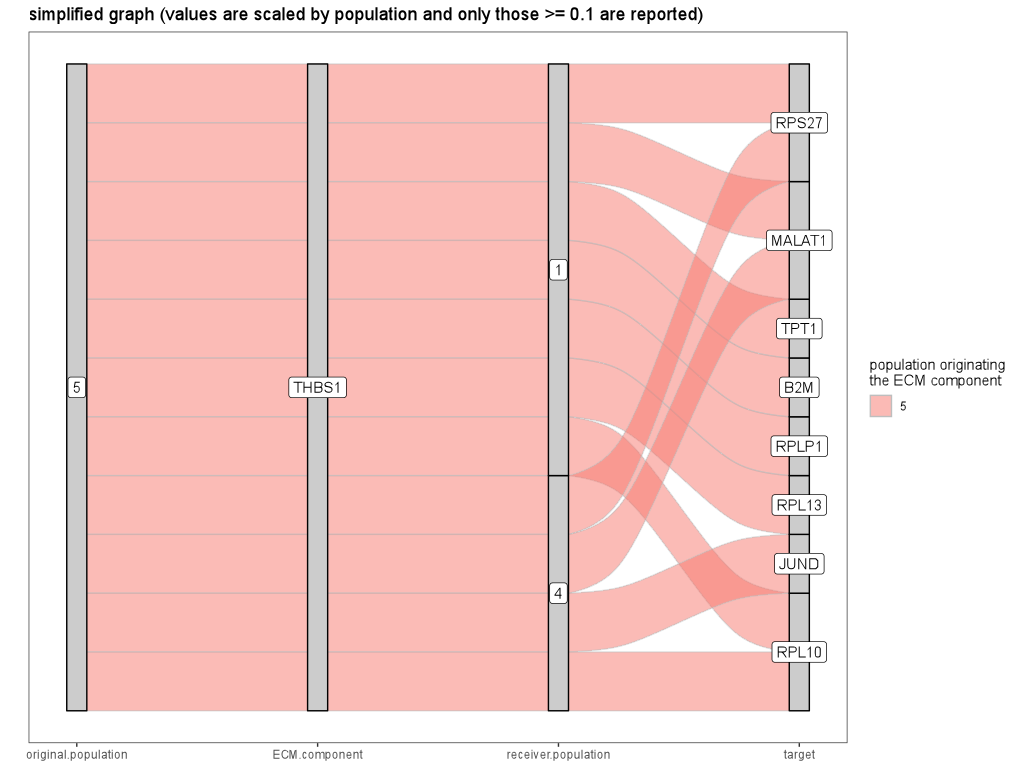 simplified graph (values are scaled by population and only those >= 0.1 are reported)
RPS27
MALAT1
1
TPT1
5
THBS1
B2M
RPLP1
RPL13
JUND
4
RPL10
population originating
the ECM component
5
original.population
ECM.component
receiver.population
target